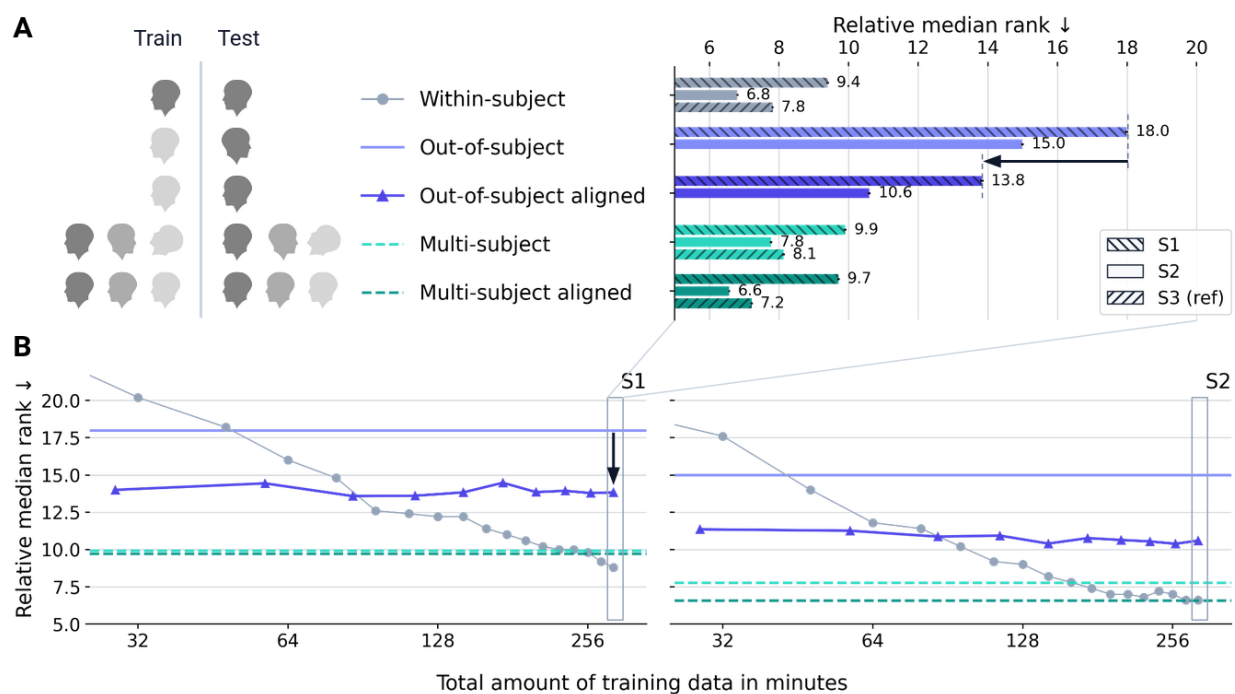 A
Train Test
Within-subject
Out-of-subject
Out-of-subject aligned
Multi-subject
Multi-subject aligned
Relative median rank ↓
6 8 10 12 14 16 18 20
9.4
6.8
7.8
18.0
15.0
13.8
10.6
9.9
7.8
8.1
9.7
6.6
7.2
S1
S2
S3 (ref)
B
Relative median rank ↓
S1
20.0
17.5
15.0
12.5
10.0
7.5
5.0
32 64 128 256
S2
32 64 128 256
Total amount of training data in minutes